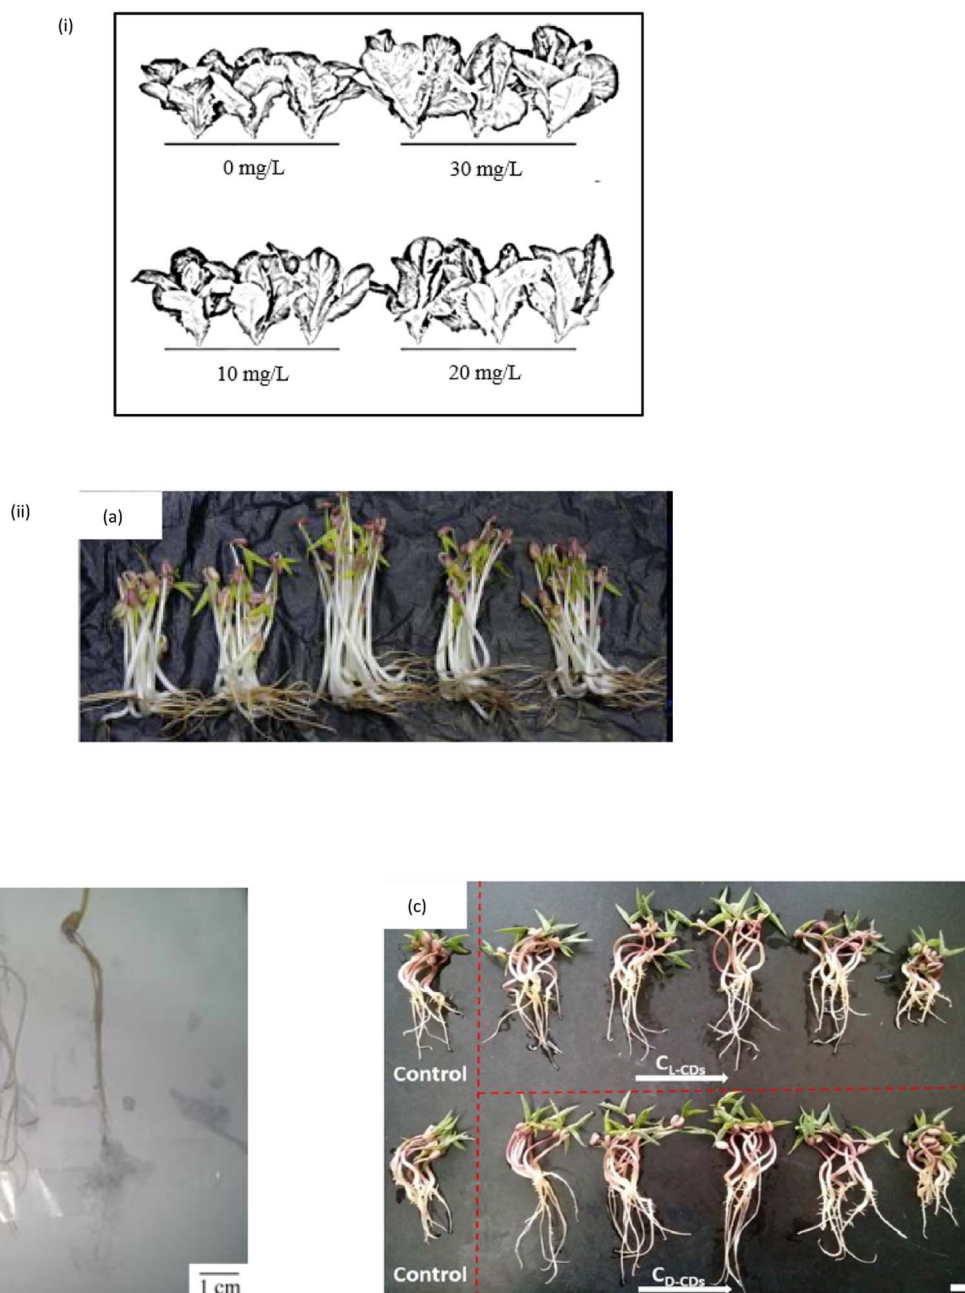 (i)
0 mg/L
30 mg/L
10 mg/L
20 mg/L
(ii)
(a)
(c)
Control
CL-CDs
Control
CD-CDs
1 cm